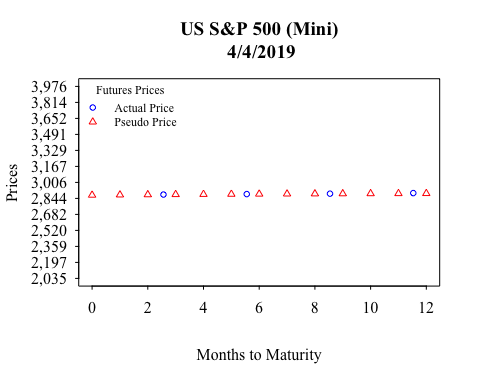 US S&P 500 (Mini)
4/4/2019
Futures Prices
Actual Price
Pseudo Price
Prices
3,976
3,814
3,652
3,491
3,329
3,167
3,006
2,844
2,682
2,520
2,359
2,197
2,035
0 2 4 6 8 10 12
Months to Maturity